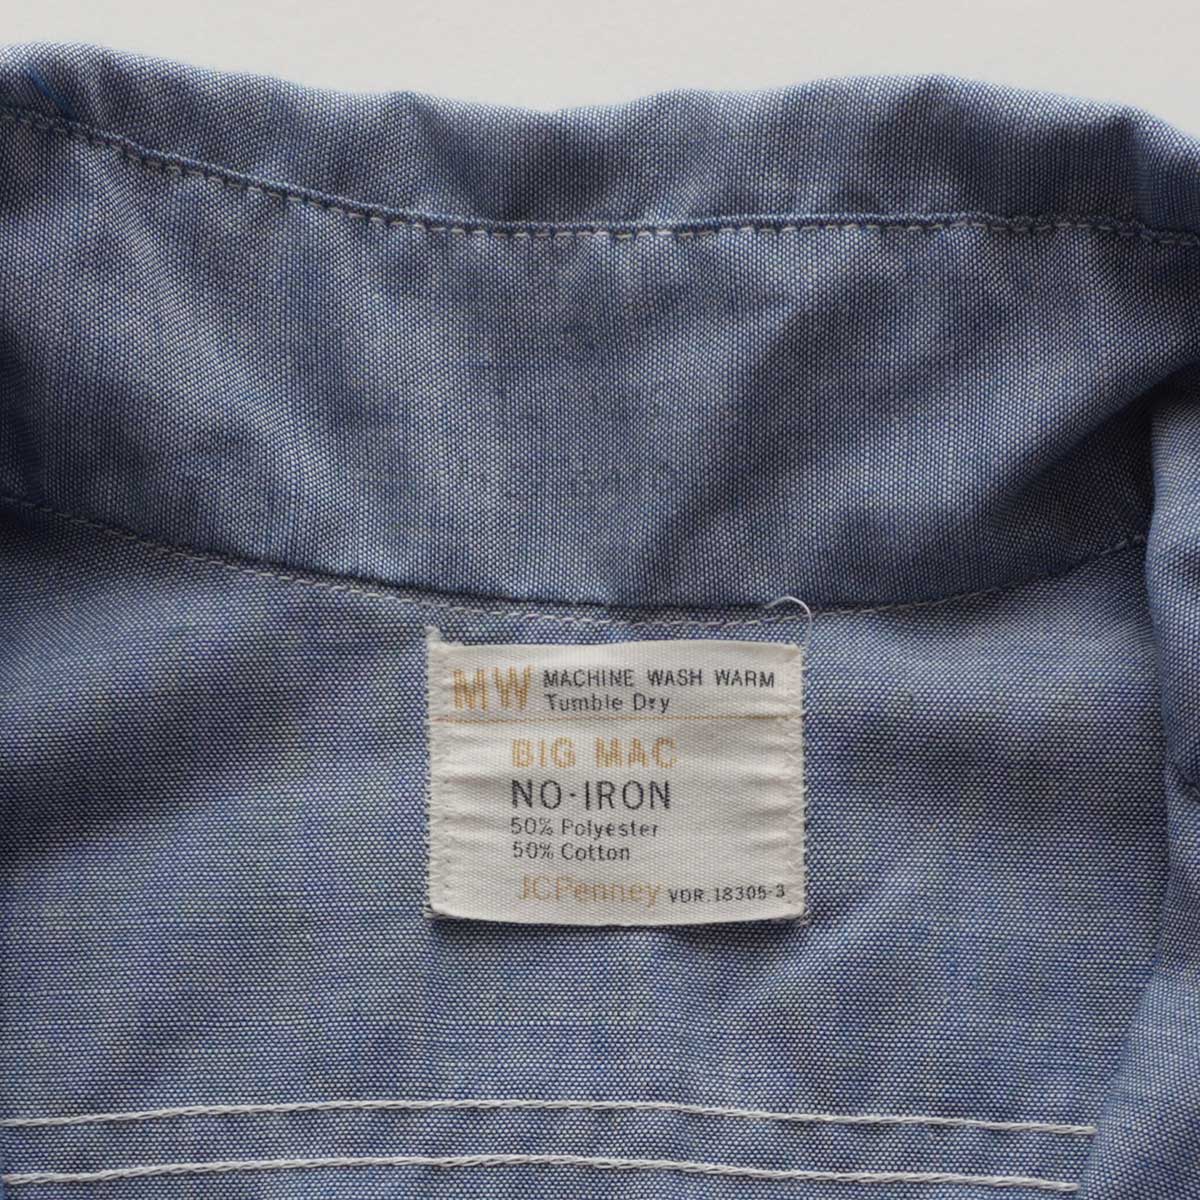 MW MACHINE WASH WARM
Tumble Dry
BIG MAC
NO-IRON
50% Polyester
50% Cotton
JCPenney VDR.18305-3